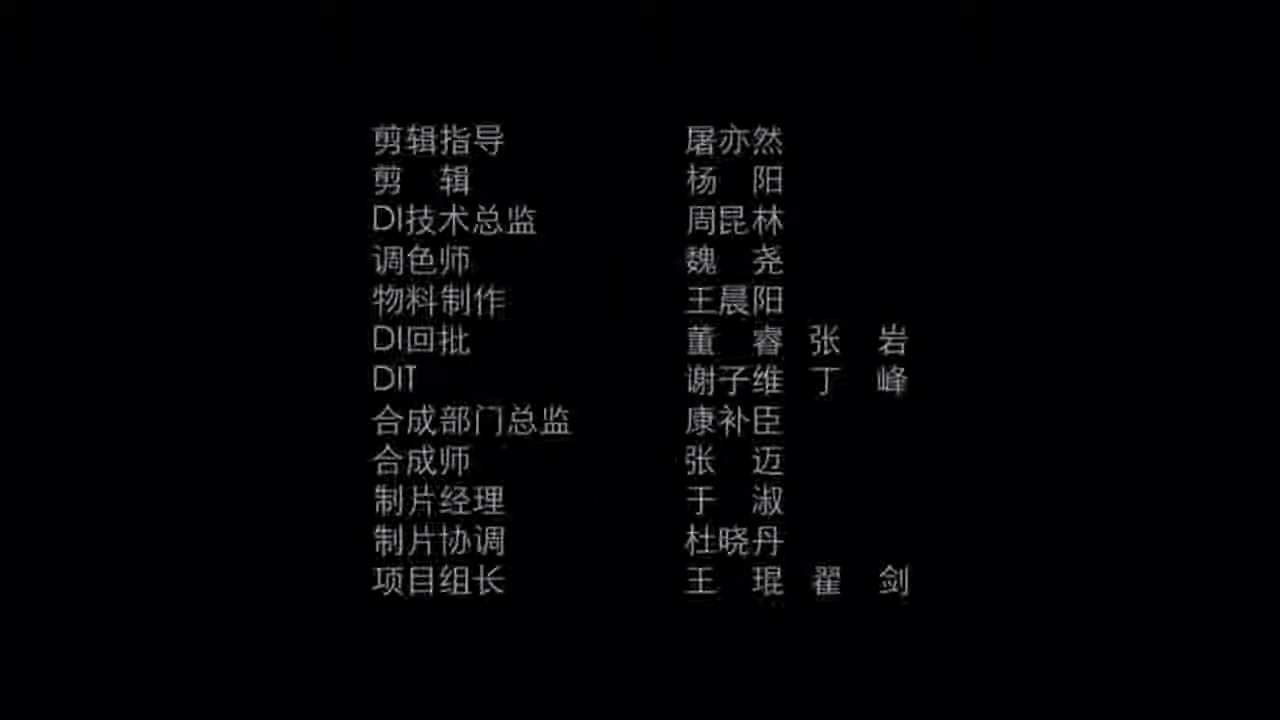 剪辑指导 屠亦然
剪 辑 杨 阳
DI技术总监 周昆林
调色师 魏 尧
物料制作 王晨阳
DI回批 董 睿 张 岩
DIT 谢子维 丁 峰
合成部门总监 康补臣
合成师 张 迈
制片经理 于 淑
制片协调 杜晓丹
项目组长 王 琨 翟 剑